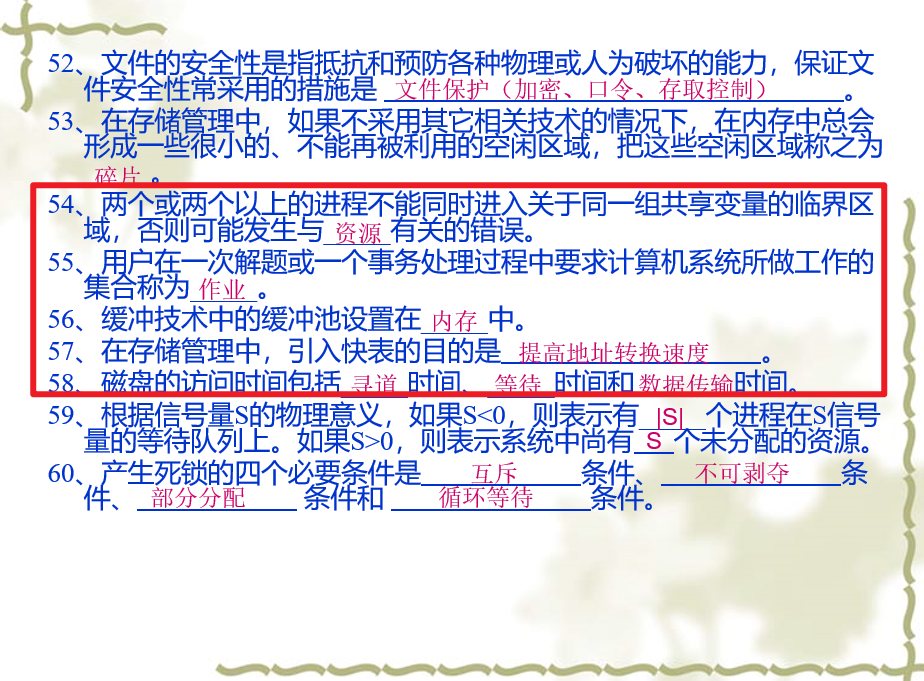 52、文件的安全性是指抵抗和预防各种物理或人为破坏的能力，保证文
件安全性常采用的措施是 文件保护（加密、口令、存取控制）。
53、在存储管理中，如果不采用其它相关技术的情况下，在内存中总会
形成一些很小的、不能再被利用的空闲区域，把这些空闲区域称之为
碎片。
54、两个或两个以上的进程不能同时进入关于同一组共享变量的临界区
域，否则可能发生与 资源 有关的错误。
55、用户在一次解题或一个事务处理过程中要求计算机系统所做工作的
集合称为 作业 。
56、缓冲技术中的缓冲池设置在 内存 中。
57、在存储管理中，引入快表的目的是 提高地址转换速度 。
58、磁盘的访问时间包括 寻道 时间、 等待 时间和 数据传输时间。
59、根据信号量S的物理意义，如果S<0，则表示有 |S| 个进程在S信号
量的等待队列上。如果S>0，则表示系统中尚有 S 个未分配的资源。
60、产生死锁的四个必要条件是 互斥 条件、 不可剥夺 条
件、 部分分配 条件和 循环等待 条件。